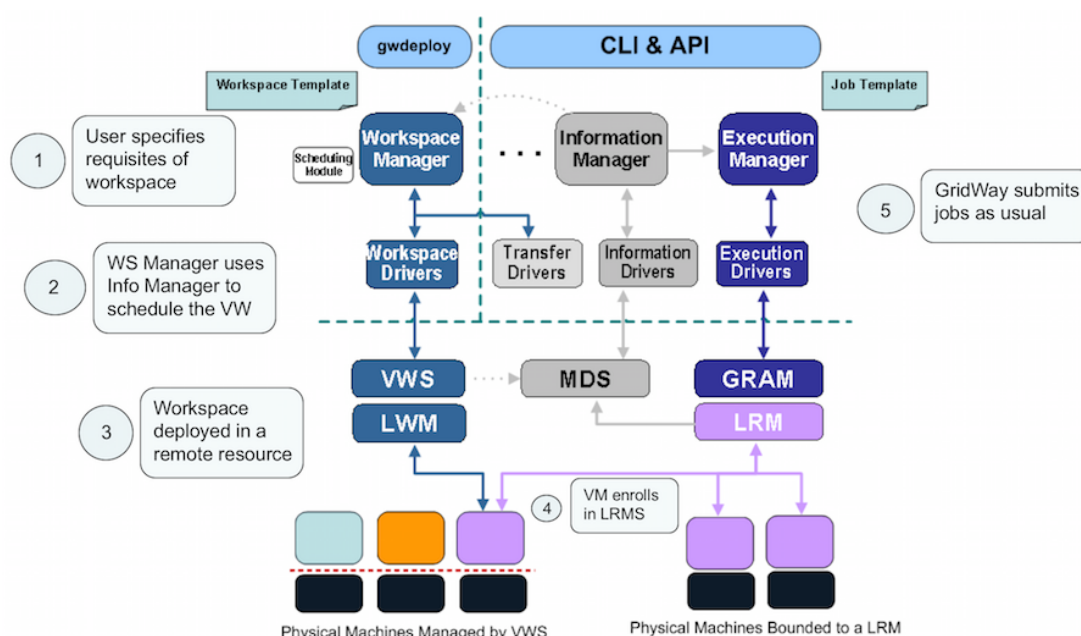 gwdeploy
CLI & API
Workspace Template
Job Template
1
User specifies
requisites of
workspace
Scheduling
Module
Workspace
Manager
. . .
Information
Manager
Execution
Manager
5
GridWay submits
jobs as usual
2
WS Manager uses
Info Manager to
schedule the VW
Workspace
Drivers
Transfer
Drivers
Information
Drivers
Execution
Drivers
VWS
MDS
GRAM
3
Workspace
deployed in a
remote resource
LWM
LRM
4
VM enrolls
in LRMS
Physical Machines Managed by VWS
Physical Machines Bounded to a LRM